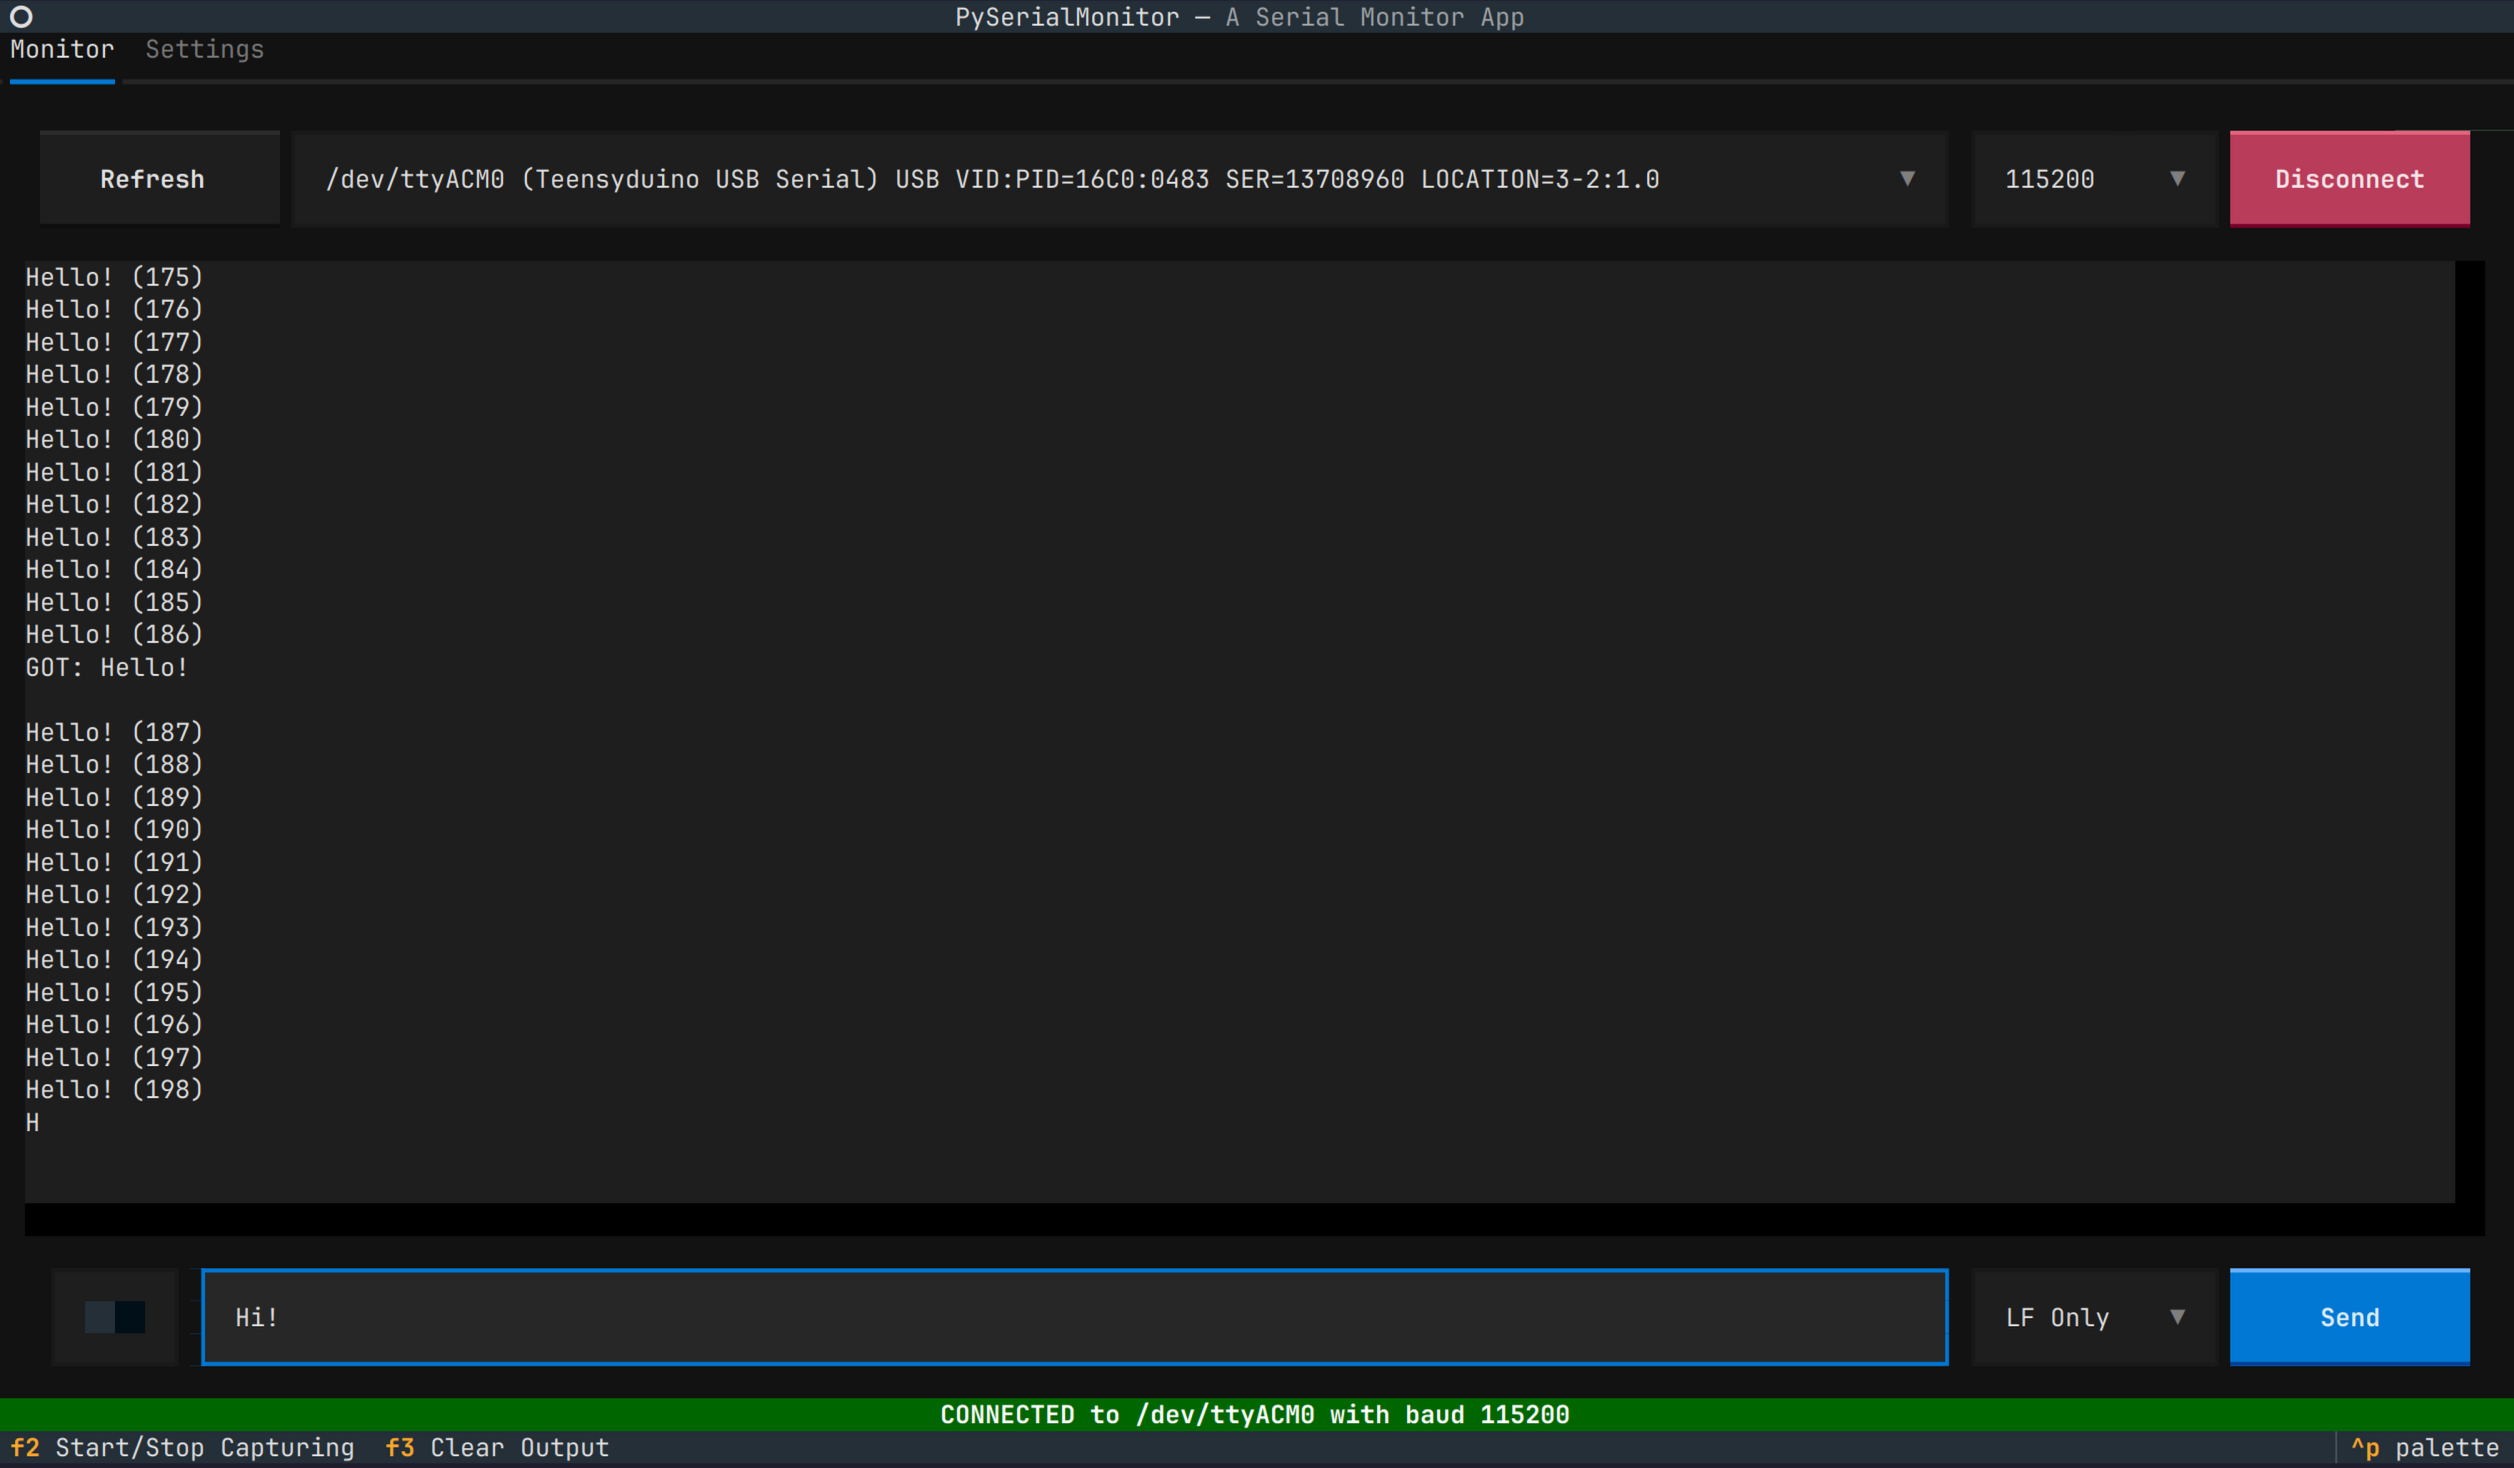 PySerialMonitor — A Serial Monitor App
Monitor Settings
Refresh /dev/ttyACM0 (Teensyduino USB Serial) USB VID:PID=16C0:0483 SER=13708960 LOCATION=3-2:1.0 ▼ 115200 ▼ Disconnect
Hello! (175)
Hello! (176)
Hello! (177)
Hello! (178)
Hello! (179)
Hello! (180)
Hello! (181)
Hello! (182)
Hello! (183)
Hello! (184)
Hello! (185)
Hello! (186)
GOT: Hello!
Hello! (187)
Hello! (188)
Hello! (189)
Hello! (190)
Hello! (191)
Hello! (192)
Hello! (193)
Hello! (194)
Hello! (195)
Hello! (196)
Hello! (197)
Hello! (198)
H
Hi! LF Only ▼ Send
CONNECTED to /dev/ttyACM0 with baud 115200
f2 Start/Stop Capturing f3 Clear Output ^p palette